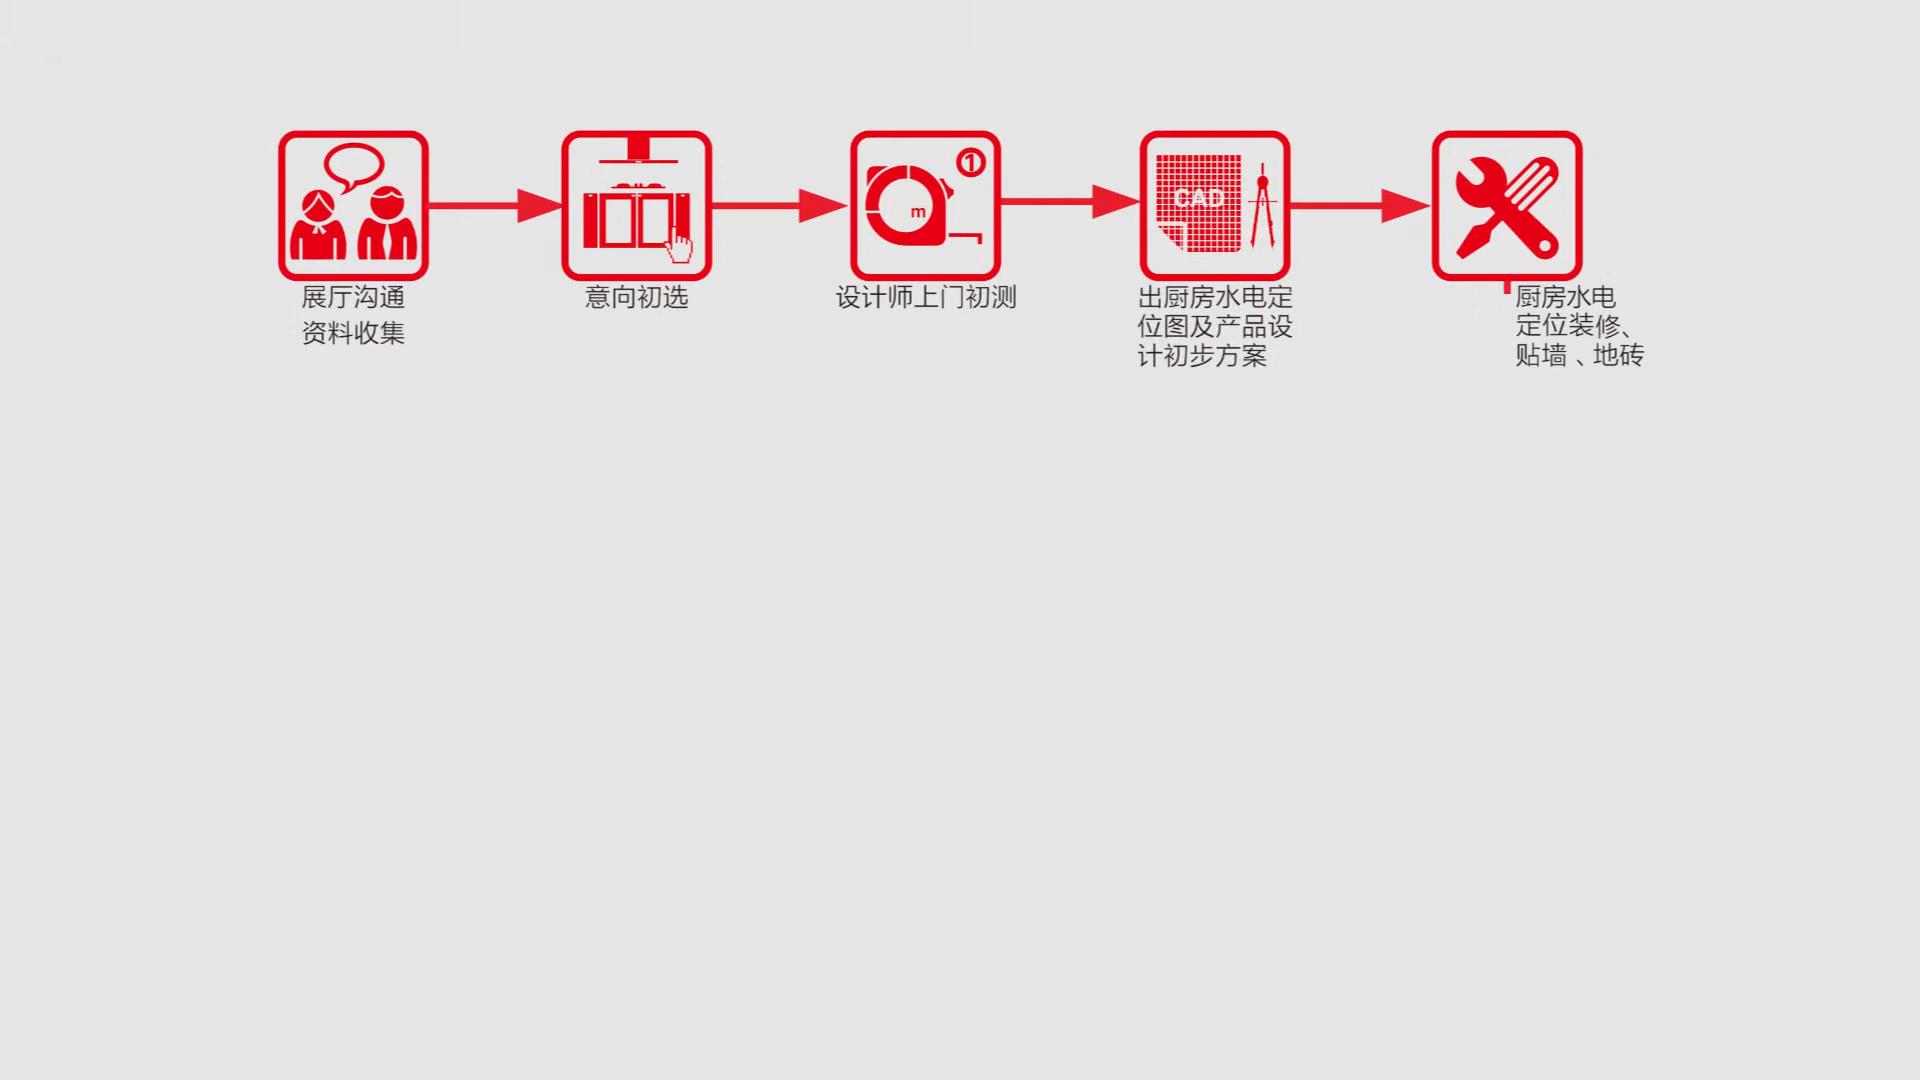 ①
m
CAD
展厅沟通
资料收集
意向初选
设计师上门初测
出厨房水电定
位图及产品设
计初步方案
厨房水电
定位装修、
贴墙、地砖